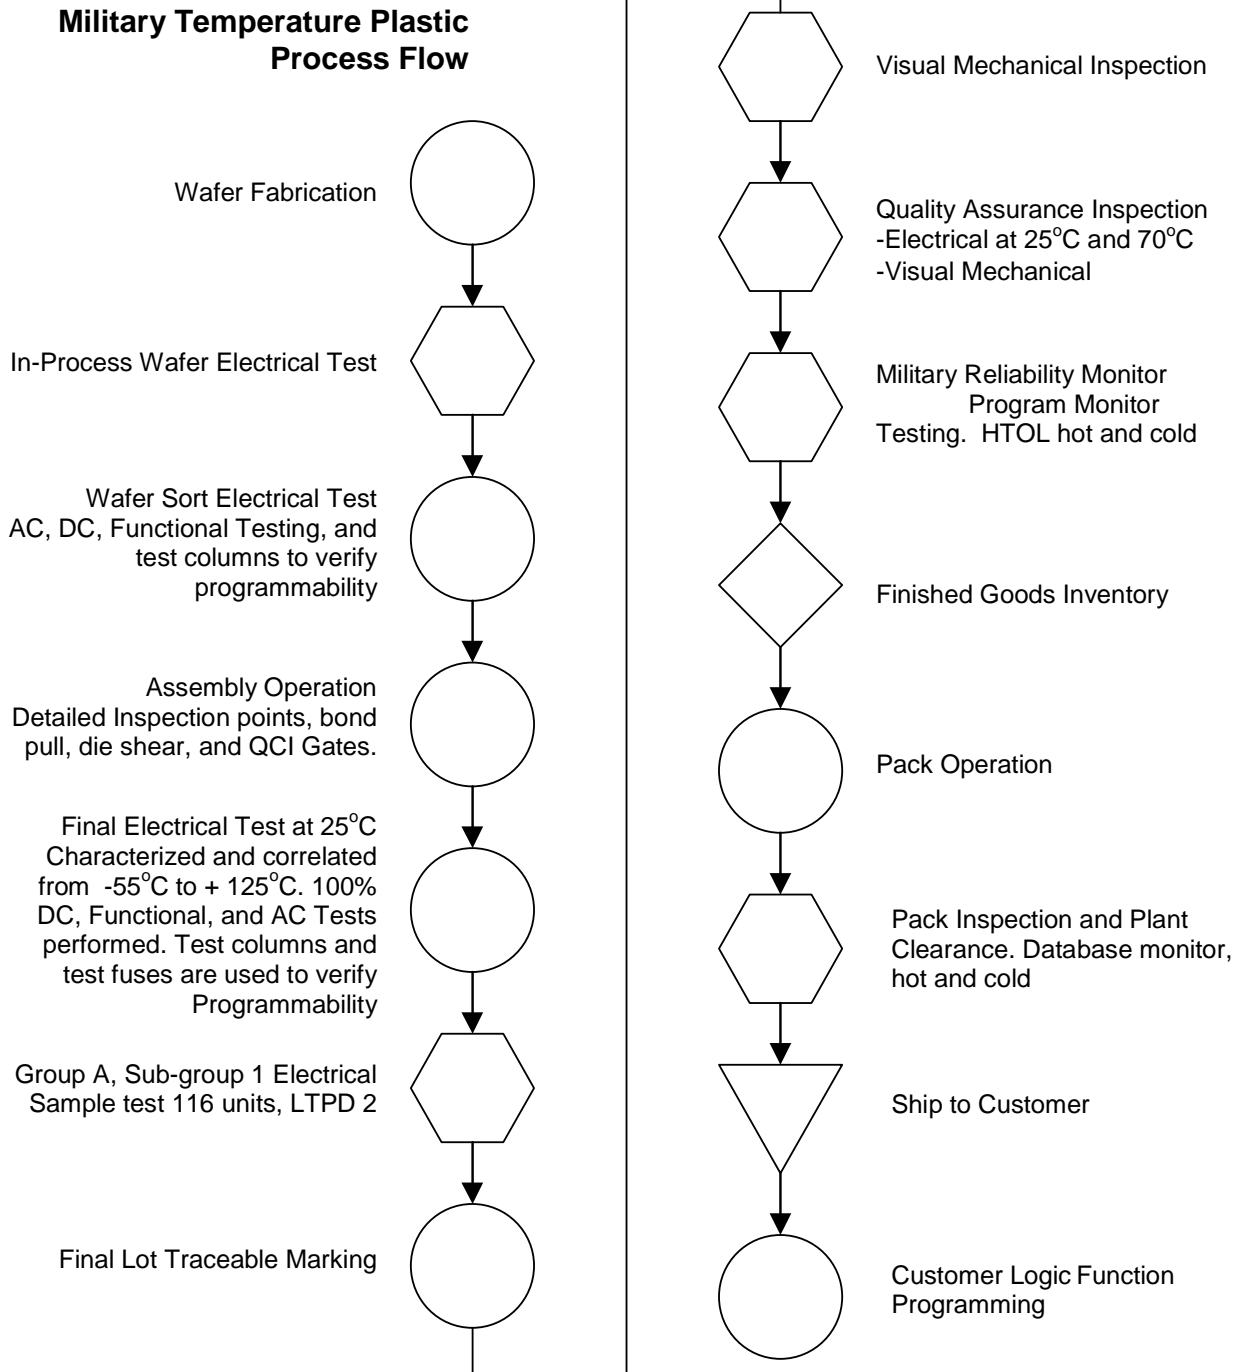 Military Temperature Plastic
Process Flow
Wafer Fabrication
In-Process Wafer Electrical Test
Wafer Sort Electrical Test
AC, DC, Functional Testing, and
test columns to verify
programmability
Assembly Operation
Detailed Inspection points, bond
pull, die shear, and QCI Gates.
Final Electrical Test at 25°C
Characterized and correlated
from -55°C to + 125°C. 100%
DC, Functional, and AC Tests
performed. Test columns and
test fuses are used to verify
Programmability
Group A, Sub-group 1 Electrical
Sample test 116 units, LTPD 2
Final Lot Traceable Marking
Visual Mechanical Inspection
Quality Assurance Inspection
-Electrical at 25°C and 70°C
-Visual Mechanical
Military Reliability Monitor
Program Monitor
Testing. HTOL hot and cold
Finished Goods Inventory
Pack Operation
Pack Inspection and Plant
Clearance. Database monitor,
hot and cold
Ship to Customer
Customer Logic Function
Programming